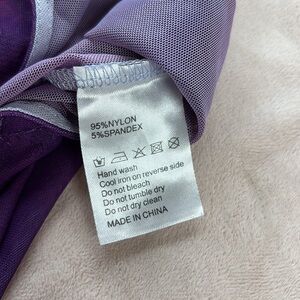 95%NYLON
5%SPANDEX
Hand wash
Cool iron on reverse side
Do not bleach
Do not tumble dry
Do not dry clean
MADE IN CHINA